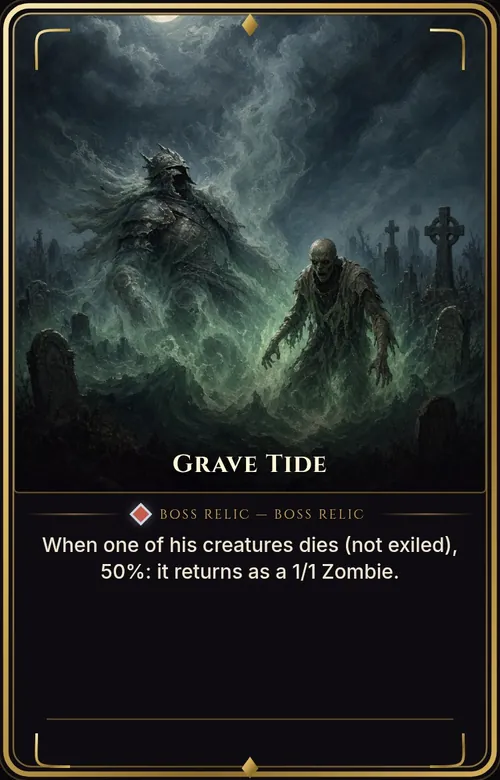 Grave Tide
BOSS RELIC — BOSS RELIC
When one of his creatures dies (not exiled),
50%: it returns as a 1/1 Zombie.